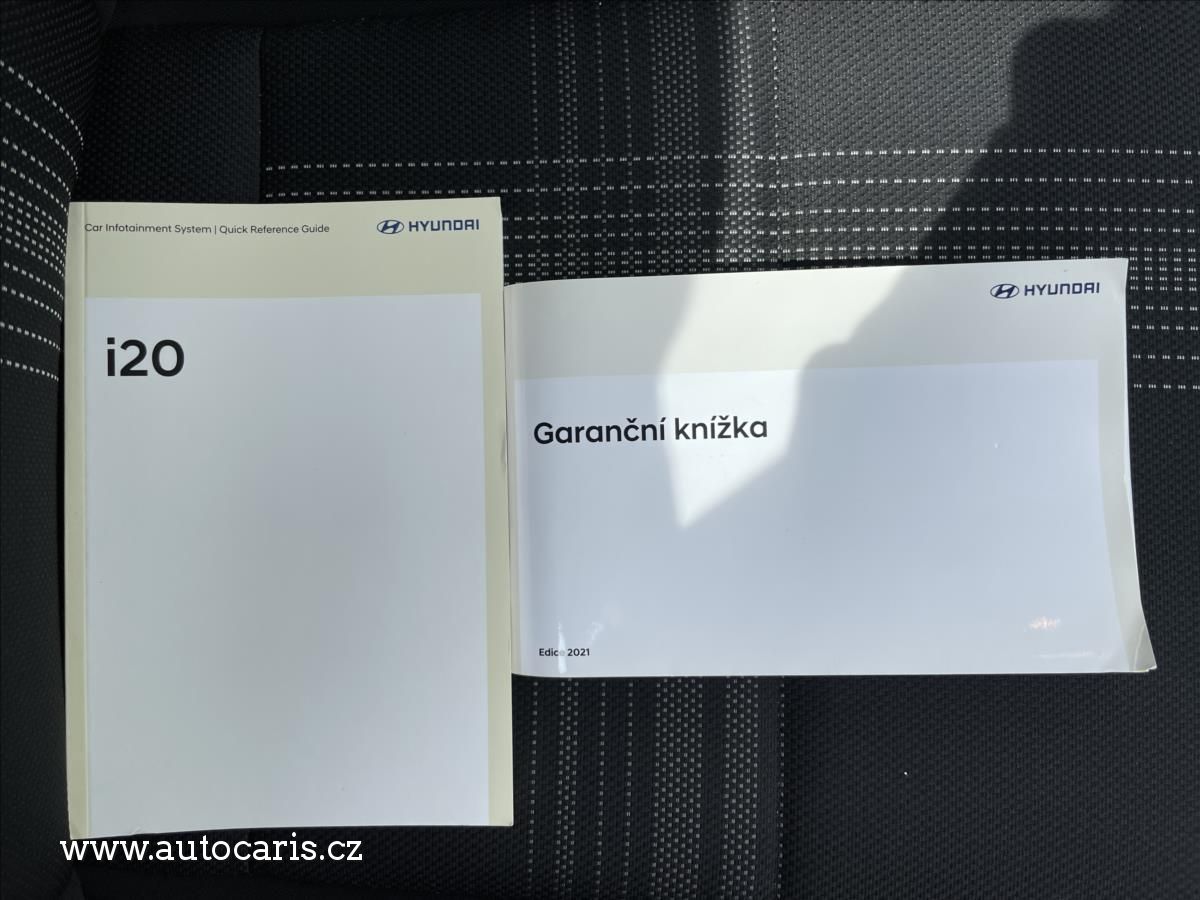 Car Infotainment System | Quick Reference Guide
HYUNDAI
i20
HYUNDAI
Garanční knížka
Edice 2021
www.autocaris.cz